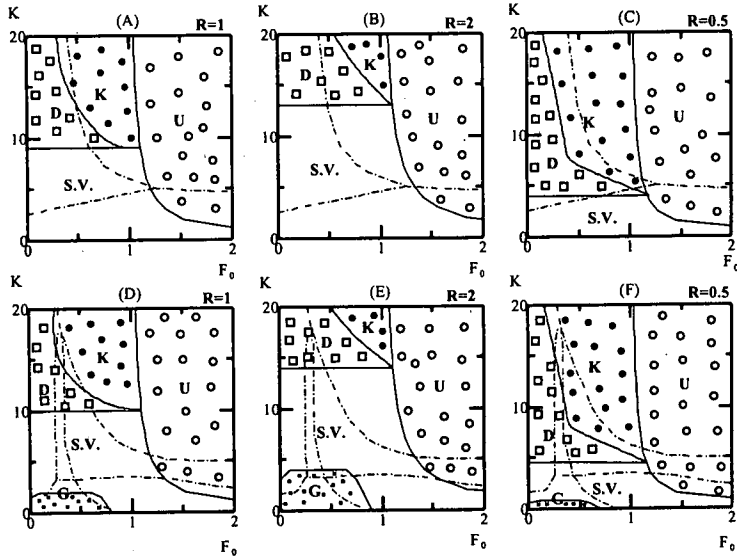 K (A) R=1
20
10
0
D K U
S.V.
0 1 2
F₀
K (B) R=2
20
10
0
D K U
S.V.
0 1 2
F₀
K (C) R=0.5
20
10
0
D K U
S.V.
0 1 2
F₀
K (D) R=1
20
10
0
D K U
S.V.
G.
0 1 2
F₀
K (E) R=2
20
10
0
D K U
S.V.
G.
0 1 2
F₀
K (F) R=0.5
20
10
0
D K U
S.V.
G
0 1 2
F₀